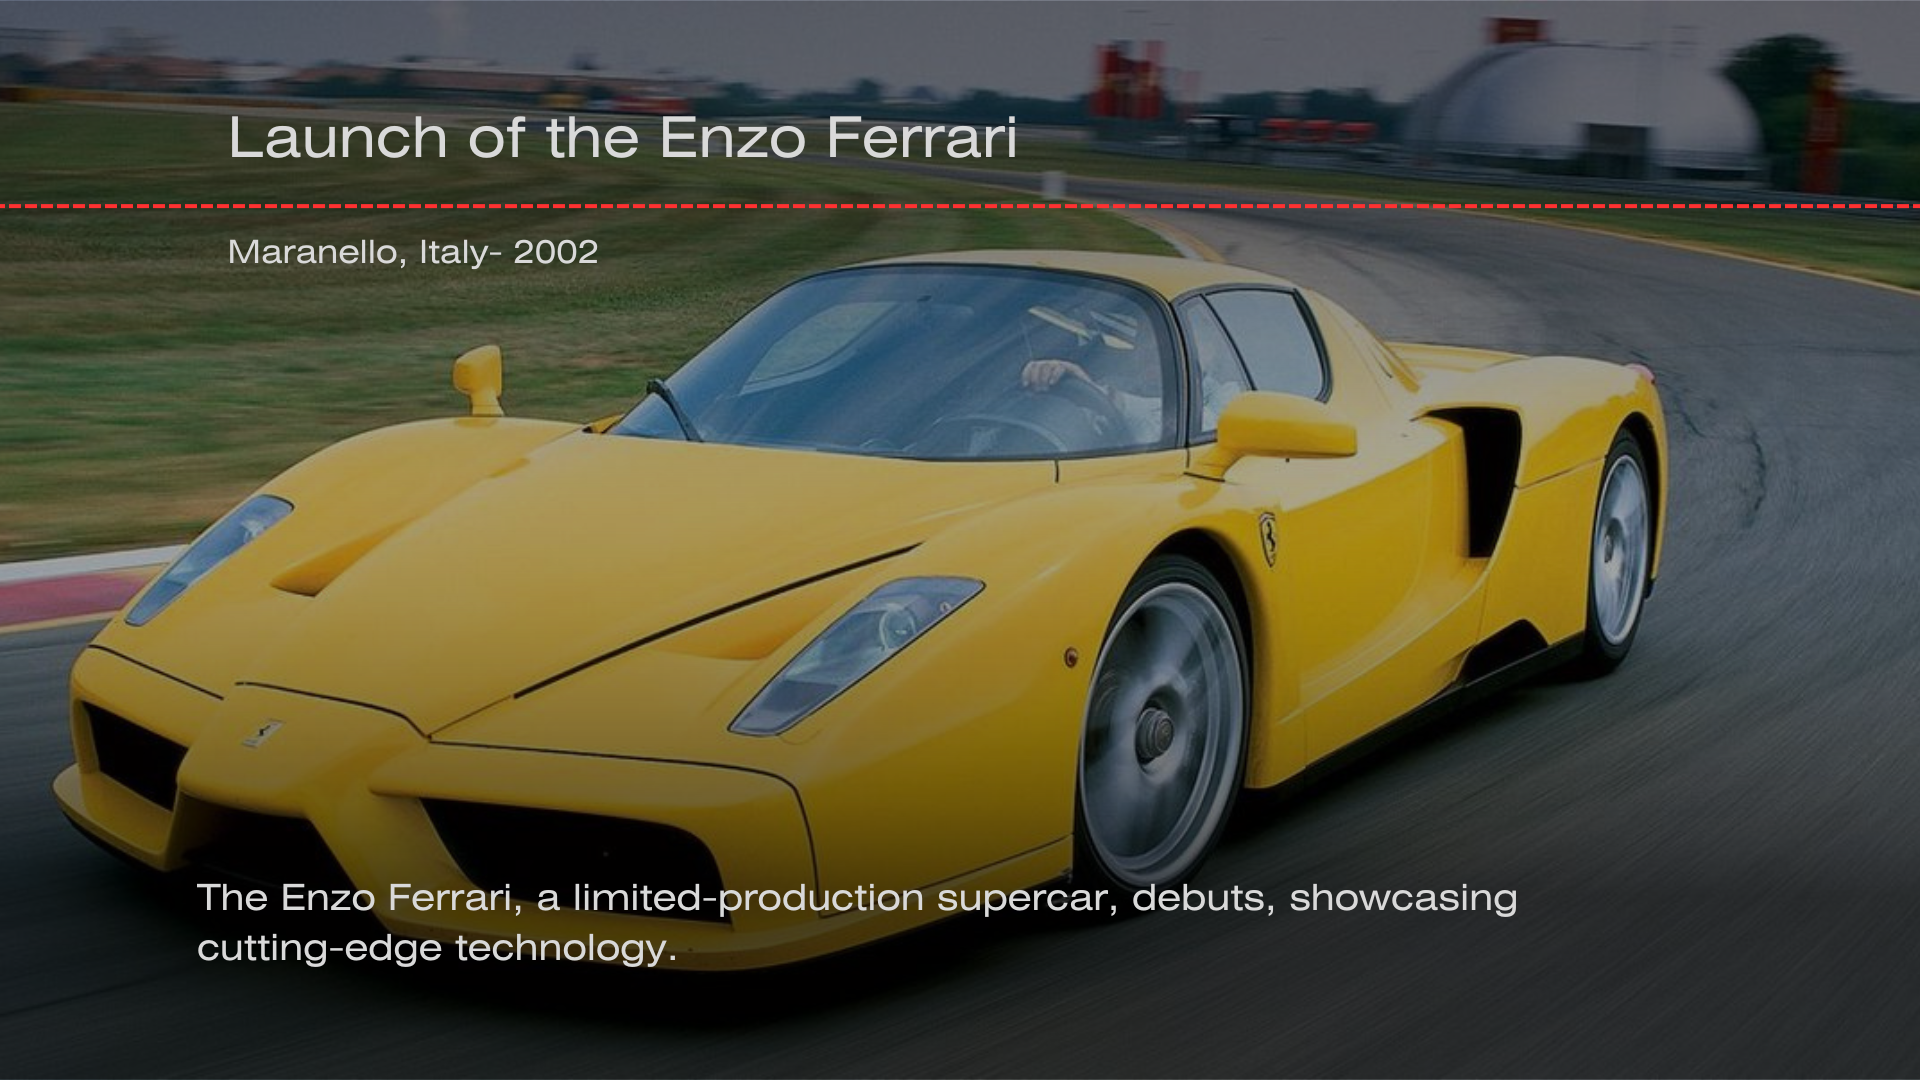 Launch of the Enzo Ferrari
Maranello, Italy- 2002
The Enzo Ferrari, a limited-production supercar, debuts, showcasing
cutting-edge technology.